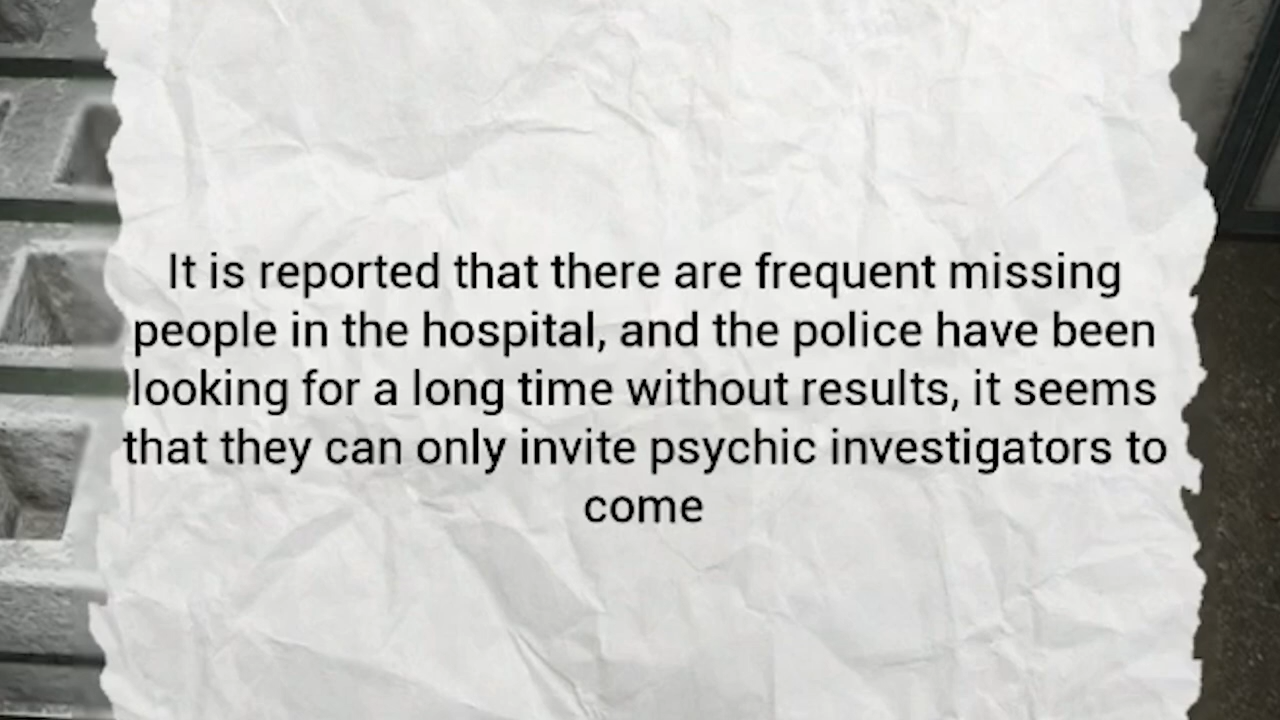 It is reported that there are frequent missing
people in the hospital, and the police have been
looking for a long time without results, it seems
that they can only invite psychic investigators to
come